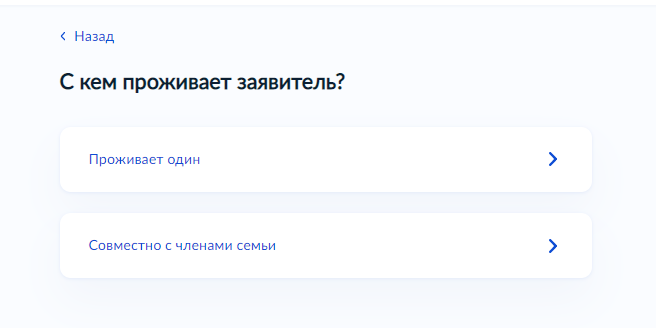 Назад
С кем проживает заявитель?
Проживает один
Совместно с членами семьи